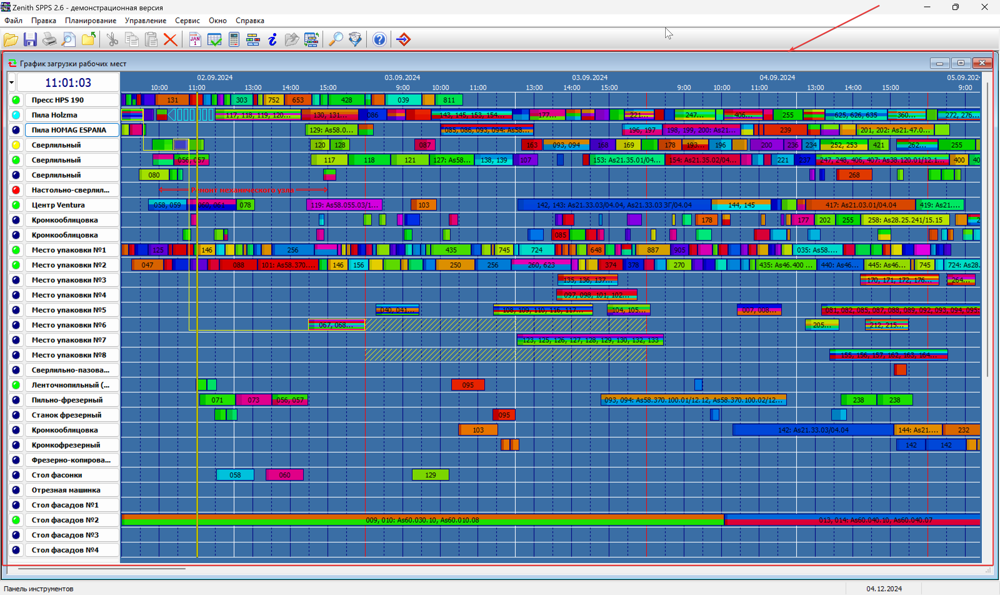 Zenith SPPS 2.6 - демонстрационная версия
Файл Правка Планирование Управление Сервис Окно Справка
JAN 1
График загрузки рабочих мест
11:01:03
02.09.2024 03.09.2024 03.09.2024 04.09.2024 05.09.202
10:00 11:00 13:00 14:00 15:00 9:00 10:00 11:00 13:00 14:00 15:00 9:00 10:00 11:00 13:00 14:00 15:00 9:00
Пресс HPS 190 131 303 752 653 428 039 811
Пила Holzma 117, 118, 119, 120... 130, 131... 086 143, 145, 153, 154... 177... 221... 247... 406... 255 625, 626, 635 360... 272, 276...
Пила HOMAG ESPANA 129: As58.0... 085, 086, 093, 094: As58... 196, 197 198, 199, 200: As21... 239 201, 202: As21.47.0...
Сверлильный 120 128 087 163 093, 094 168 169 178 193... 196 200 236 234 252, 253 421 262... 255
Сверлильный 056, 057 117 118 121 127: As58... 138, 139 107 153: As21.35.01/04... 154: As21.35.02/04... 221 237 247, 248, 406, 407: As38.120.01/12.1... 400 40
Сверлильный 080 268
Настольно-сверлил... Ремонт механического узла
Центр Ventura 058, 059 060, 061 078 119: As58.055.03/1... 103 142, 143: As21.33.03/04.04, As21.33.03 ЗГ/04.04 144, 145 417: As21.03.01/04.04 419: As21....
Кромкооблицовка 178 177 202 255 258: As28.25.241/15.15 2
Кромкооблицовка 085
Место упаковки №1 125 146 256 435 745 724 648 887 905 035: As58....
Место упаковки №2 047 088 101: As58.370.... 146 156 250 256 260, 623 374 378 270 435: As46.400 ... 440: As46... 445: As46... 745 724: As28.
Место упаковки №3 135, 136, 137... 170, 171, 172, 176... 264...
Место упаковки №4 097, 098, 101, 102...
Место упаковки №5 040, 041... 108, 109, 110, 116, 117... 104, 105... 007, 008... 081, 082, 085, 087, 088, 089, 092, 093, 094, 095:
Место упаковки №6 067, 068... 205... 212, 215...
Место упаковки №7 123, 125, 126, 127, 128, 129, 130, 132, 133
Место упаковки №8 155, 156, 157, 162, 163, 164...
Сверлильно-пазова...
Ленточнопильный (... 095
Пильно-фрезерный 071 073 056, 057 093, 094: As58.370.100.01/12.12, As58.370.100.02/12... 238 238
Станок фрезерный 095
Кромкооблицовка 103 142: As21.33.03/04.04 144: As21.... 232
Кромкофрезерный 142 142
Фрезерно-копирова...
Стол фасонки 058 060 129
Отрезная машинка
Стол фасадов №1
Стол фасадов №2 009, 010: As60.030.10, As60.010.08 013, 014: As60.040.10, As60.040.07
Стол фасадов №3
Стол фасадов №4
Панель инструментов 04.12.2024